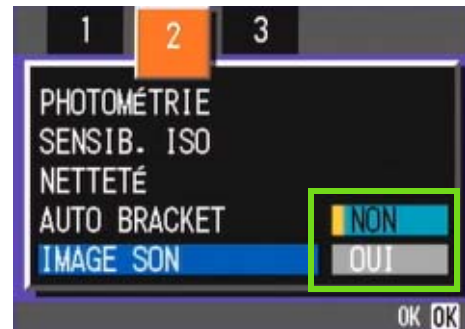 1 2 3
PHOTOMÉTRIE
SENSIB. ISO
NETTETÉ
AUTO BRACKET NON
IMAGE SON OUI
OK OK